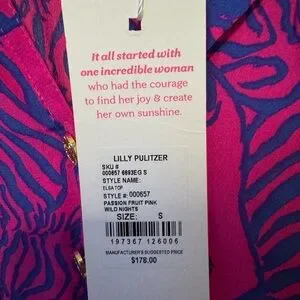 It all started with
one incredible woman
who had the courage
to find her joy & create
her own sunshine.
LILLY PULITZER
SKU #
000657 6693EG S
STYLE NAME:
ELSA TOP
STYLE #: 000657
PASSION FRUIT PINK
WILD NIGHTS
SIZE: S
197367 126006
MANUFACTURER'S SUGGESTED PRICE
$178.00